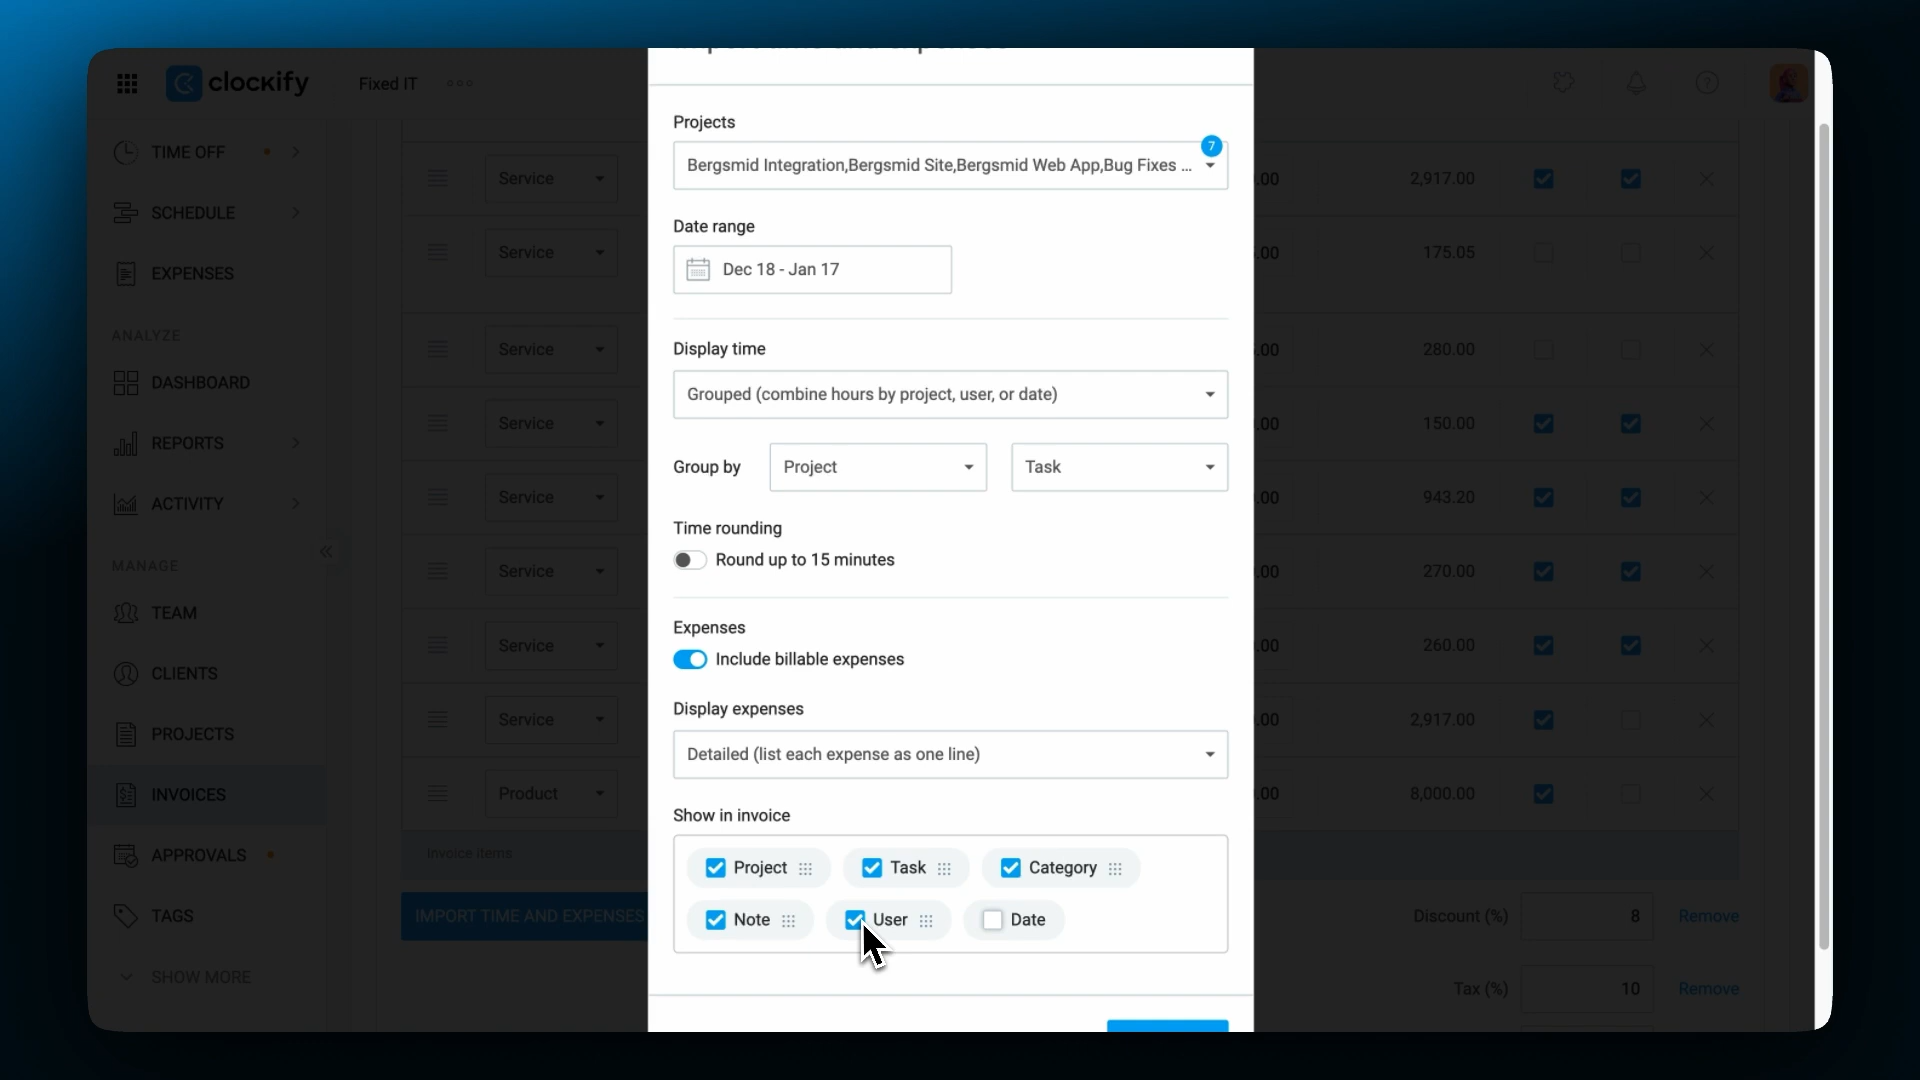 clockify
Fixed IT
TIME OFF
SCHEDULE
EXPENSES
ANALYZE
DASHBOARD
REPORTS
ACTIVITY
MANAGE
TEAM
CLIENTS
PROJECTS
INVOICES
APPROVALS
TAGS
SHOW MORE
Projects
7
Bergsmid Integration,Bergsmid Site,Bergsmid Web App,Bug Fixes ...
Date range
Dec 18 - Jan 17
Display time
Grouped (combine hours by project, user, or date)
Group by Project Task
Time rounding
Round up to 15 minutes
Expenses
Include billable expenses
Display expenses
Detailed (list each expense as one line)
Show in invoice
Project Task Category
Note User Date
Service .00 2,917.00
Service .00 175.05
Service .00 280.00
Service .00 150.00
Service .00 943.20
Service .00 270.00
Service .00 260.00
Service .00 2,917.00
Product .00 8,000.00
Invoice items
IMPORT TIME AND EXPENSES
Discount (%) 8 Remove
Tax (%) 10 Remove